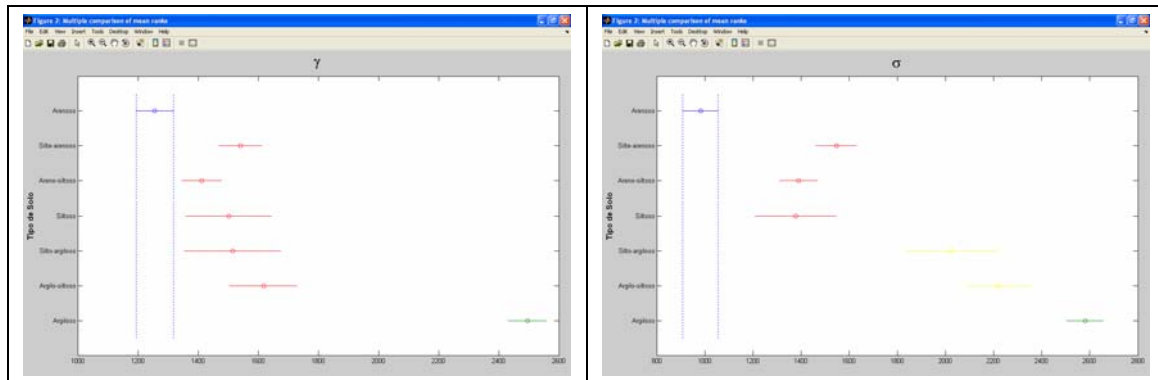 Figure 2: Multiple comparison of mean ranks
File Edit View Insert Tools Desktop Window Help
γ
Tipo de Solo
Arenoso
Silte-arenoso
Areno-siltoso
Siltoso
Silto-argiloso
Argilo-siltoso
Argiloso
1000 1200 1400 1600 1800 2000 2200 2400 2600
Figure 2: Multiple comparison of mean ranks
File Edit View Insert Tools Desktop Window Help
σ
Tipo de Solo
Arenoso
Silte-arenoso
Areno-siltoso
Siltoso
Silto-argiloso
Argilo-siltoso
Argiloso
800 1000 1200 1400 1600 1800 2000 2200 2400 2600 2800